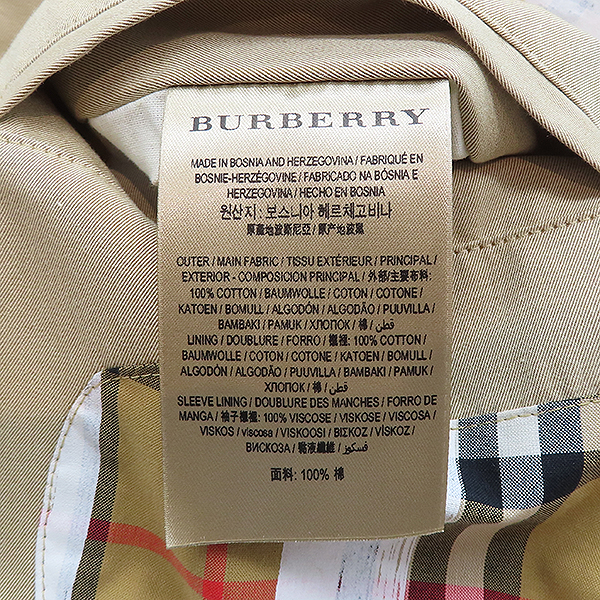 BURBERRY
MADE IN BOSNIA AND HERZEGOVINA / FABRIQUÉ EN
BOSNIE-HERZÉGOVINE / FABRICADO NA BÓSNIA E
HERZEGOVINA / HECHO EN BOSNIA
원산지 : 보스니아 헤르체고비나
原產地波斯尼亞 / 原产地波黑
OUTER / MAIN FABRIC / TISSU EXTÉRIEUR / PRINCIPAL /
EXTERIOR - COMPOSICIÓN PRINCIPAL / 外部/主要布料:
100% COTTON / BAUMWOLLE / COTON / COTONE /
KATOEN / BOMULL / ALGODÓN / ALGODÃO / PUUVILLA /
BAMBAKI / PAMUK / ХЛОПОК / 棉 / قطن /
LINING / DOUBLURE / FORRO / 襯裡: 100% COTTON /
BAUMWOLLE / COTON / COTONE / KATOEN / BOMULL /
ALGODÓN / ALGODÃO / PUUVILLA / BAMBAKI / PAMUK /
ХЛОПОК / 棉 / قطن /
SLEEVE LINING / DOUBLURE DES MANCHES / FORRO DE
MANGA / 袖子襯裡: 100% VISCOSE / VISKOSE / VISCOSA /
VISKOS / viscosa / VISKOOSI / ΒΙΣΚΟΖ / VİSKOZ /
ВИСКОЗА / 黏液纖維 / فسكوز /
面料: 100% 棉